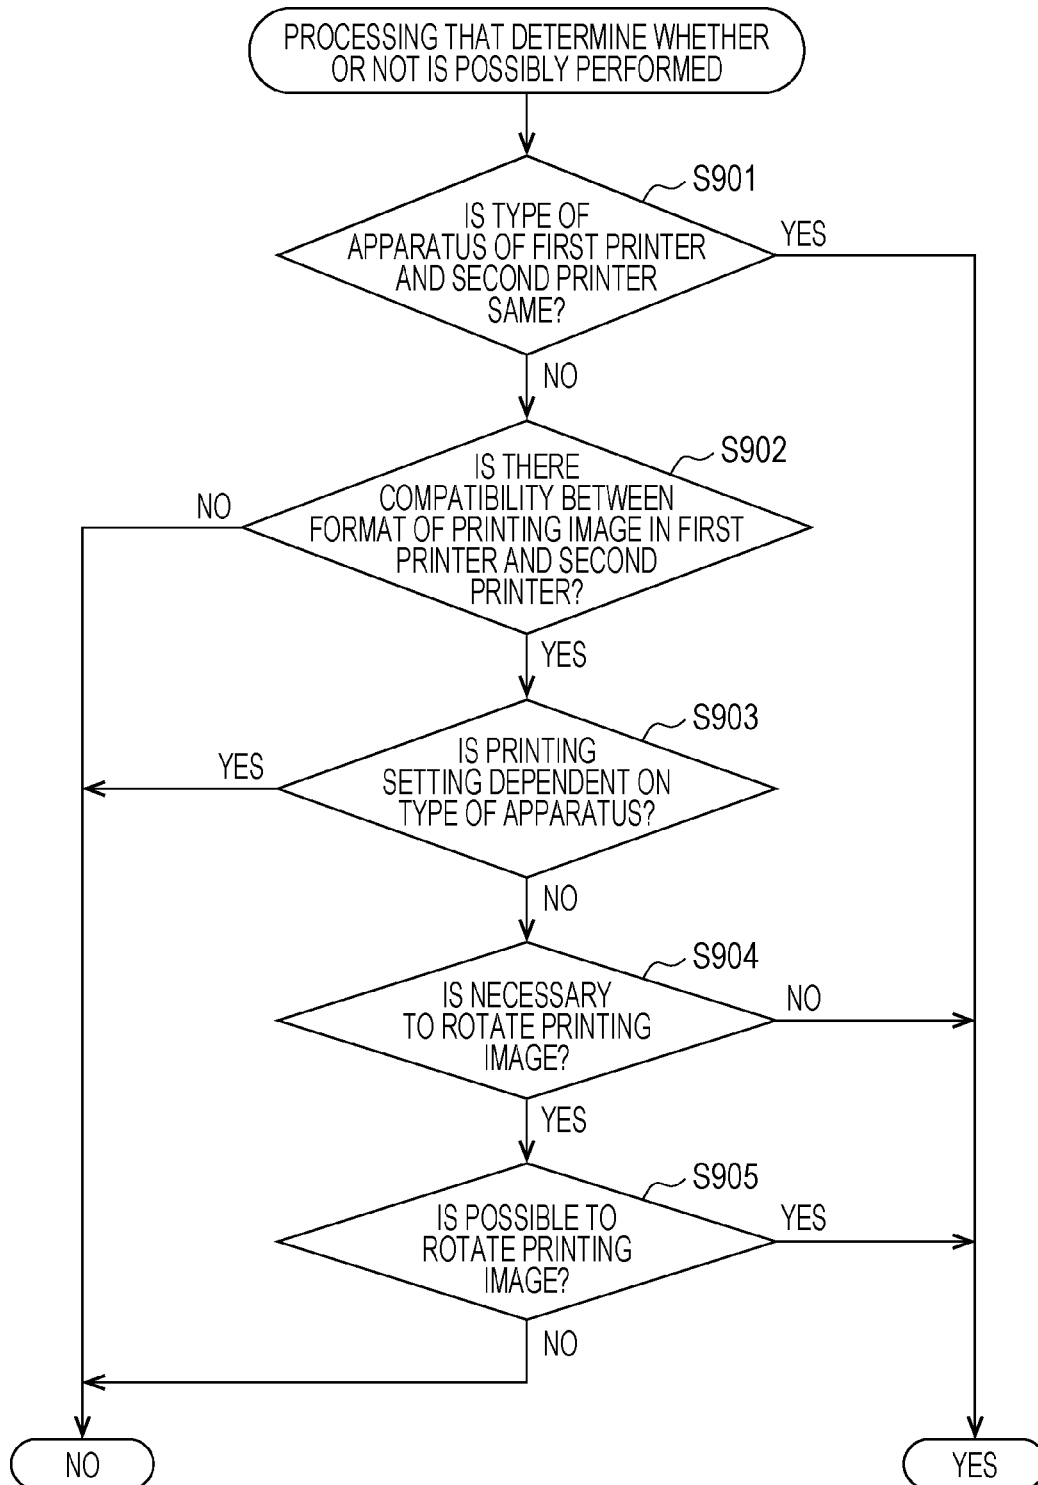 PROCESSING THAT DETERMINE WHETHER
OR NOT IS POSSIBLY PERFORMED
S901
IS TYPE OF
APPARATUS OF FIRST PRINTER
AND SECOND PRINTER
SAME?
YES
NO
S902
IS THERE
COMPATIBILITY BETWEEN
FORMAT OF PRINTING IMAGE IN FIRST
PRINTER AND SECOND
PRINTER?
NO
YES
S903
IS PRINTING
SETTING DEPENDENT ON
TYPE OF APPARATUS?
YES
NO
S904
IS NECESSARY
TO ROTATE PRINTING
IMAGE?
NO
YES
S905
IS POSSIBLE TO
ROTATE PRINTING
IMAGE?
YES
NO
NO
YES